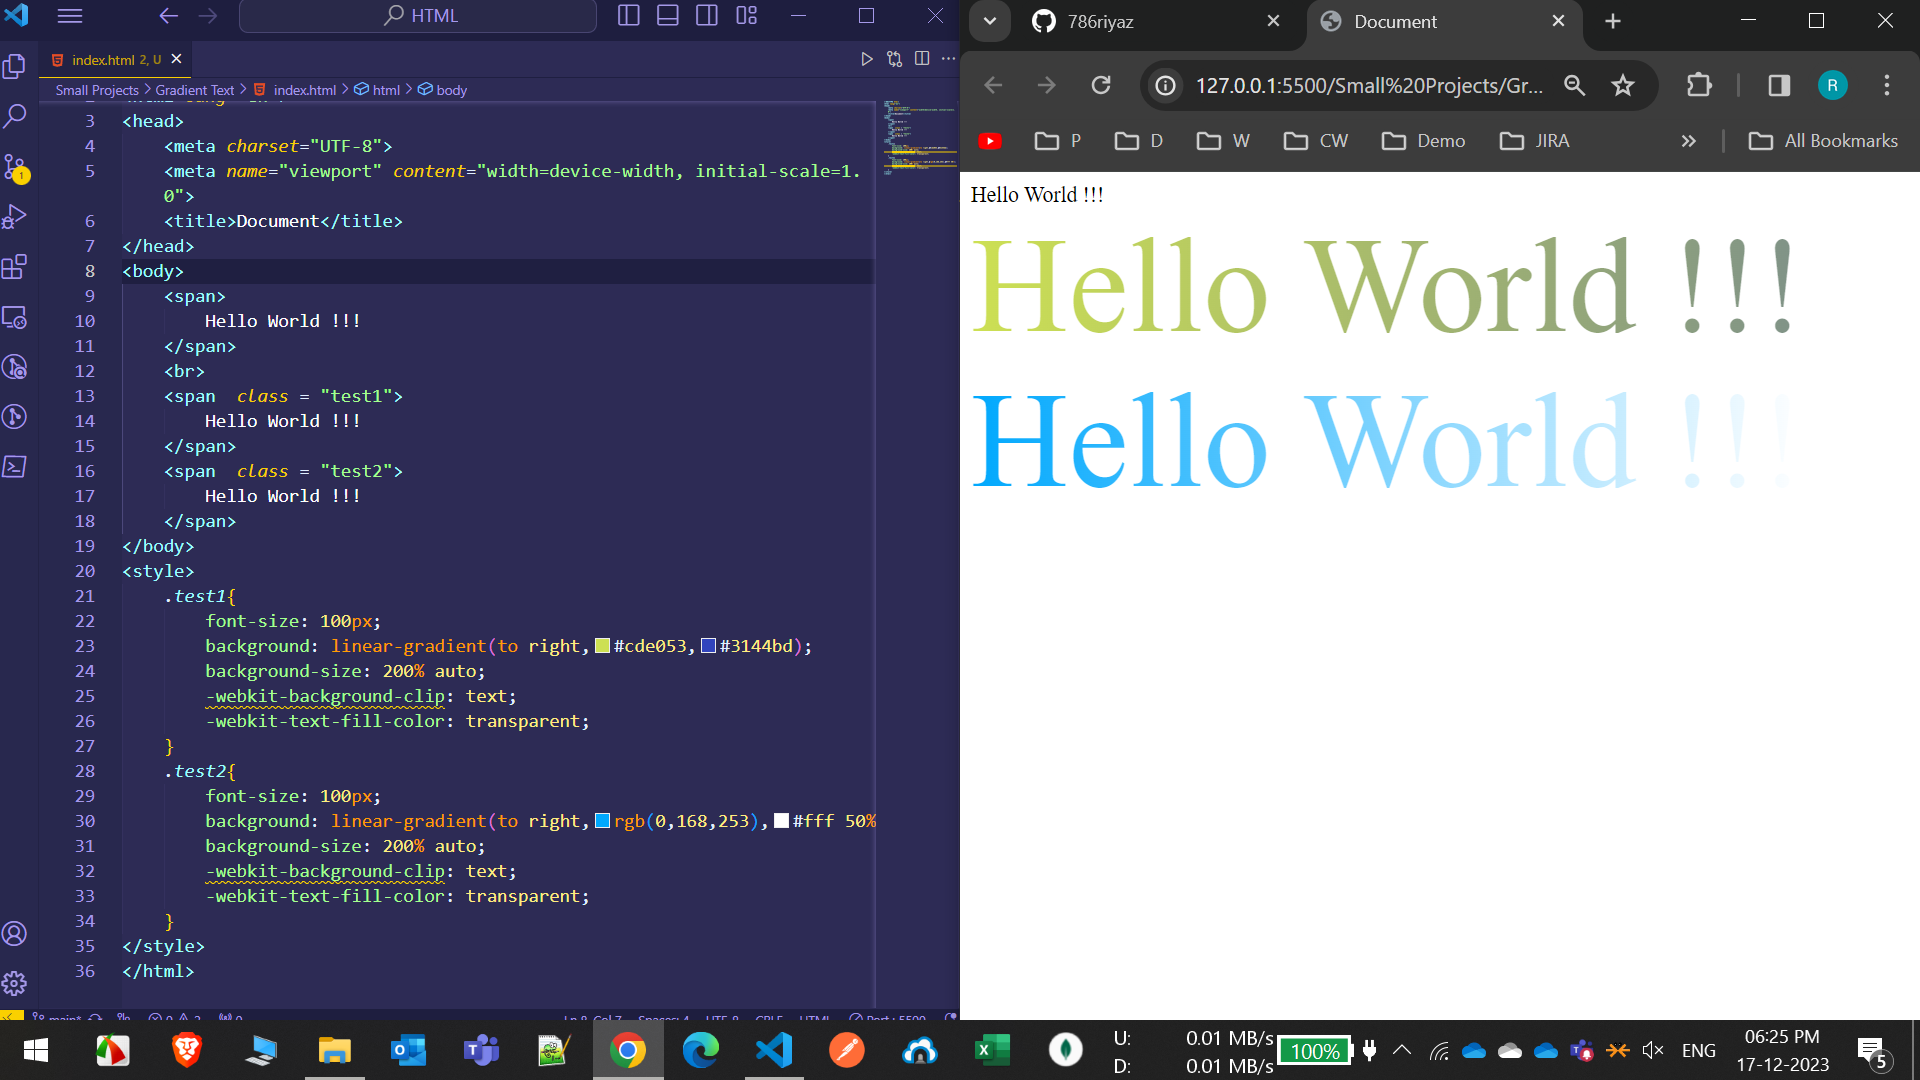 HTML
index.html 2, U
Small Projects > Gradient Text > index.html > html > body
3 <head>
4 <meta charset="UTF-8">
5 <meta name="viewport" content="width=device-width, initial-scale=1.
0">
6 <title>Document</title>
7 </head>
8 <body>
9 <span>
10 Hello World !!!
11 </span>
12 <br>
13 <span  class = "test1">
14 Hello World !!!
15 </span>
16 <span  class = "test2">
17 Hello World !!!
18 </span>
19 </body>
20 <style>
21 .test1{
22 font-size: 100px;
23 background: linear-gradient(to right,#cde053,#3144bd);
24 background-size: 200% auto;
25 -webkit-background-clip: text;
26 -webkit-text-fill-color: transparent;
27 }
28 .test2{
29 font-size: 100px;
30 background: linear-gradient(to right,rgb(0,168,253),#fff 50%
31 background-size: 200% auto;
32 -webkit-background-clip: text;
33 -webkit-text-fill-color: transparent;
34 }
35 </style>
36 </html>
1
786riyaz
Document
127.0.0.1:5500/Small%20Projects/Gr...
R
P D W CW Demo JIRA » All Bookmarks
Hello World !!!
Hello World !!!
Hello World !!!
U: 0.01 MB/s
D: 0.01 MB/s
100%
ENG
06:25 PM
17-12-2023
5